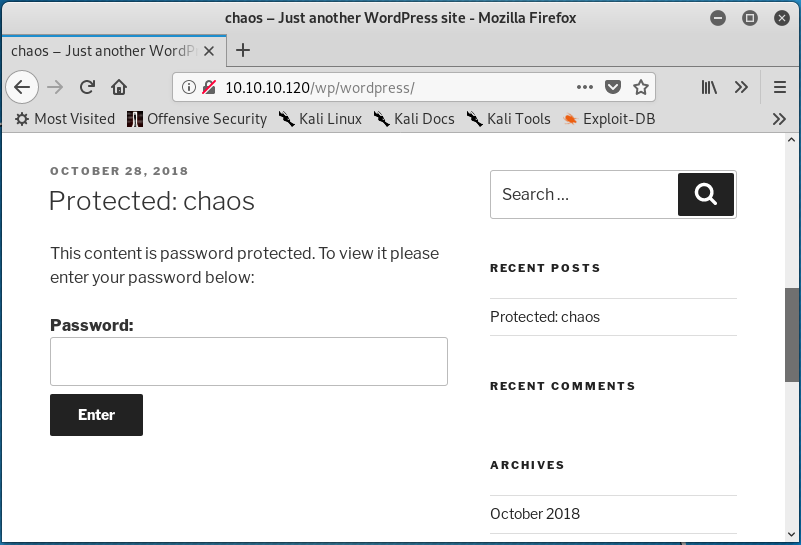 chaos – Just another WordPress site - Mozilla Firefox
chaos – Just another WordPr
10.10.10.120/wp/wordpress/
Most Visited Offensive Security Kali Linux Kali Docs Kali Tools Exploit-DB
OCTOBER 28, 2018
Protected: chaos
This content is password protected. To view it please
enter your password below:
Password:
Enter
Search …
RECENT POSTS
Protected: chaos
RECENT COMMENTS
ARCHIVES
October 2018